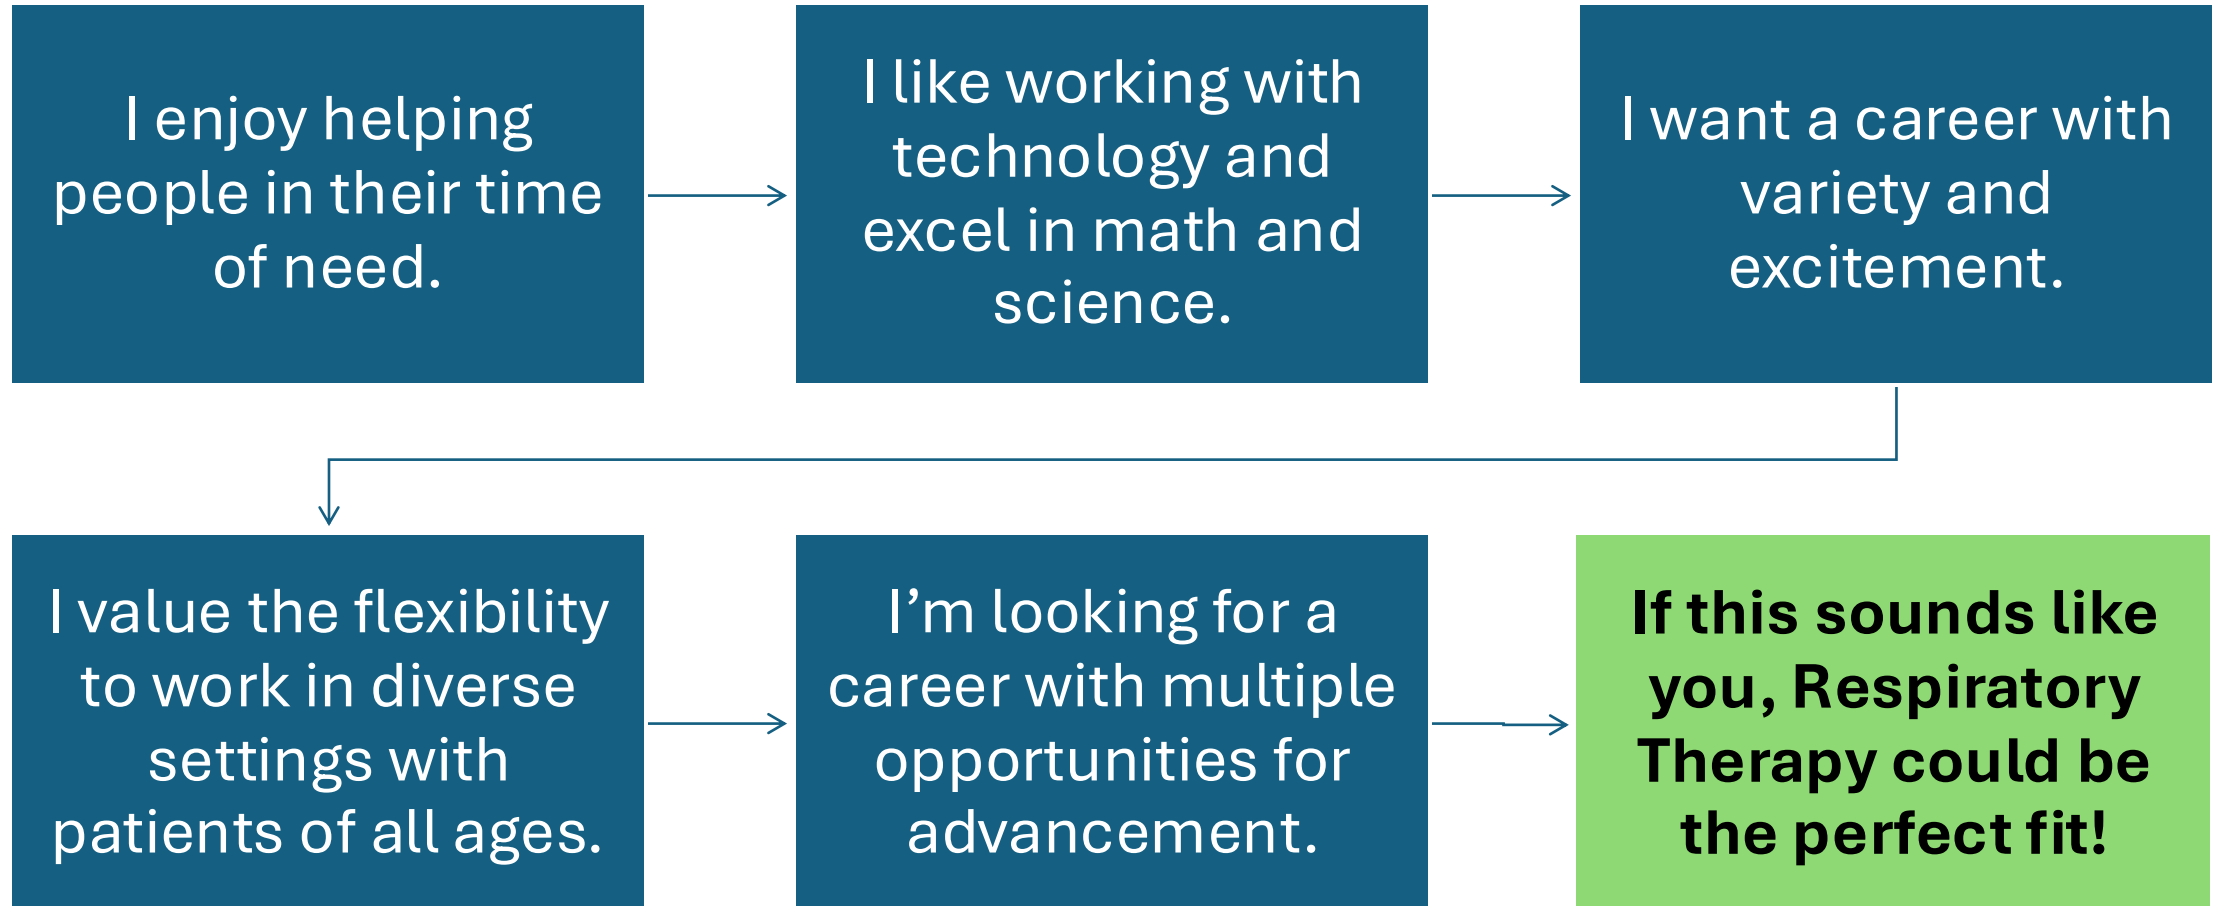 I enjoy helping
people in their time
of need.
I like working with
technology and
excel in math and
science.
I want a career with
variety and
excitement.
I value the flexibility
to work in diverse
settings with
patients of all ages.
I’m looking for a
career with multiple
opportunities for
advancement.
If this sounds like
you, Respiratory
Therapy could be
the perfect fit!